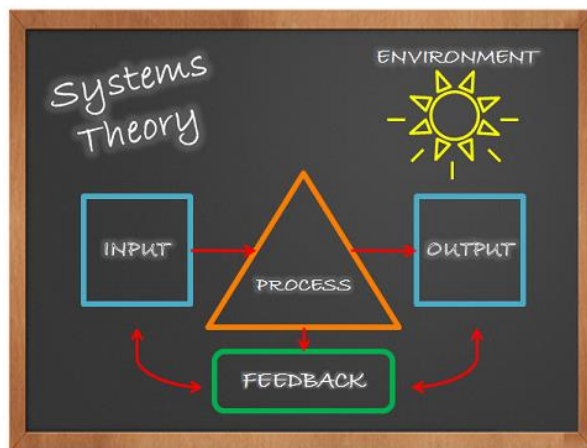 Systems
Theory
ENVIRONMENT
INPUT
PROCESS
OUTPUT
FEEDBACK